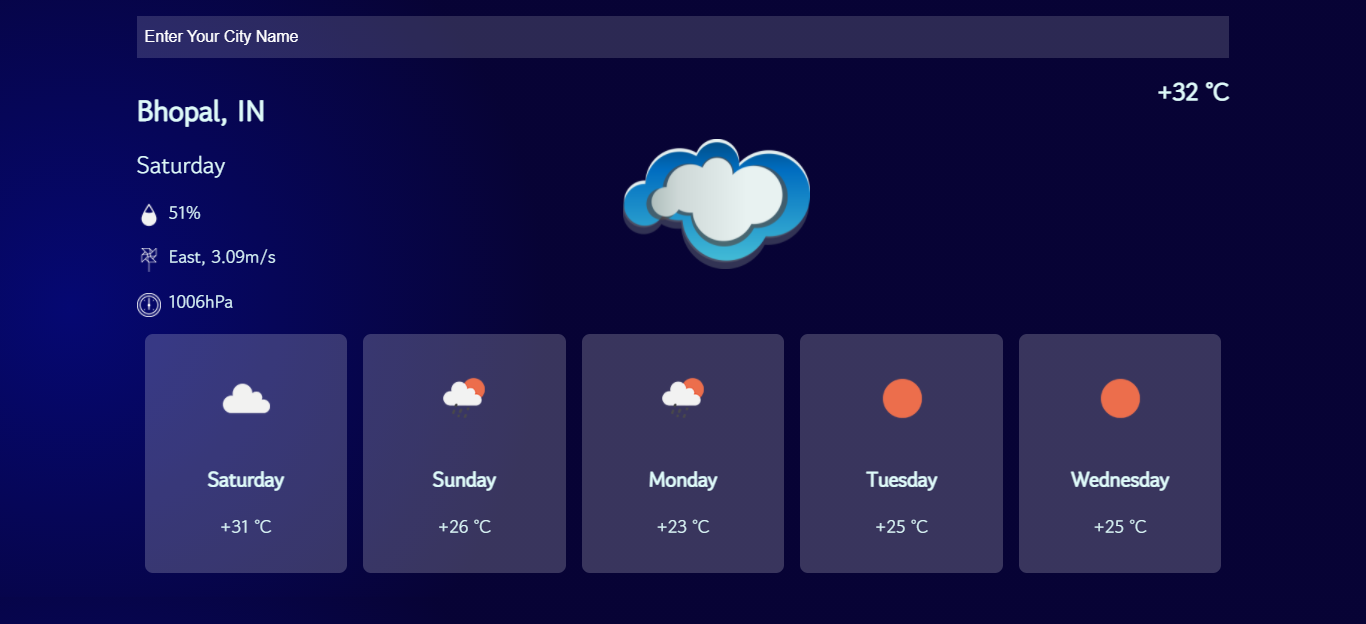 Enter Your City Name
+32 °C
Bhopal, IN
Saturday
51%
East, 3.09m/s
1006hPa
Saturday
+31 °C
Sunday
+26 °C
Monday
+23 °C
Tuesday
+25 °C
Wednesday
+25 °C